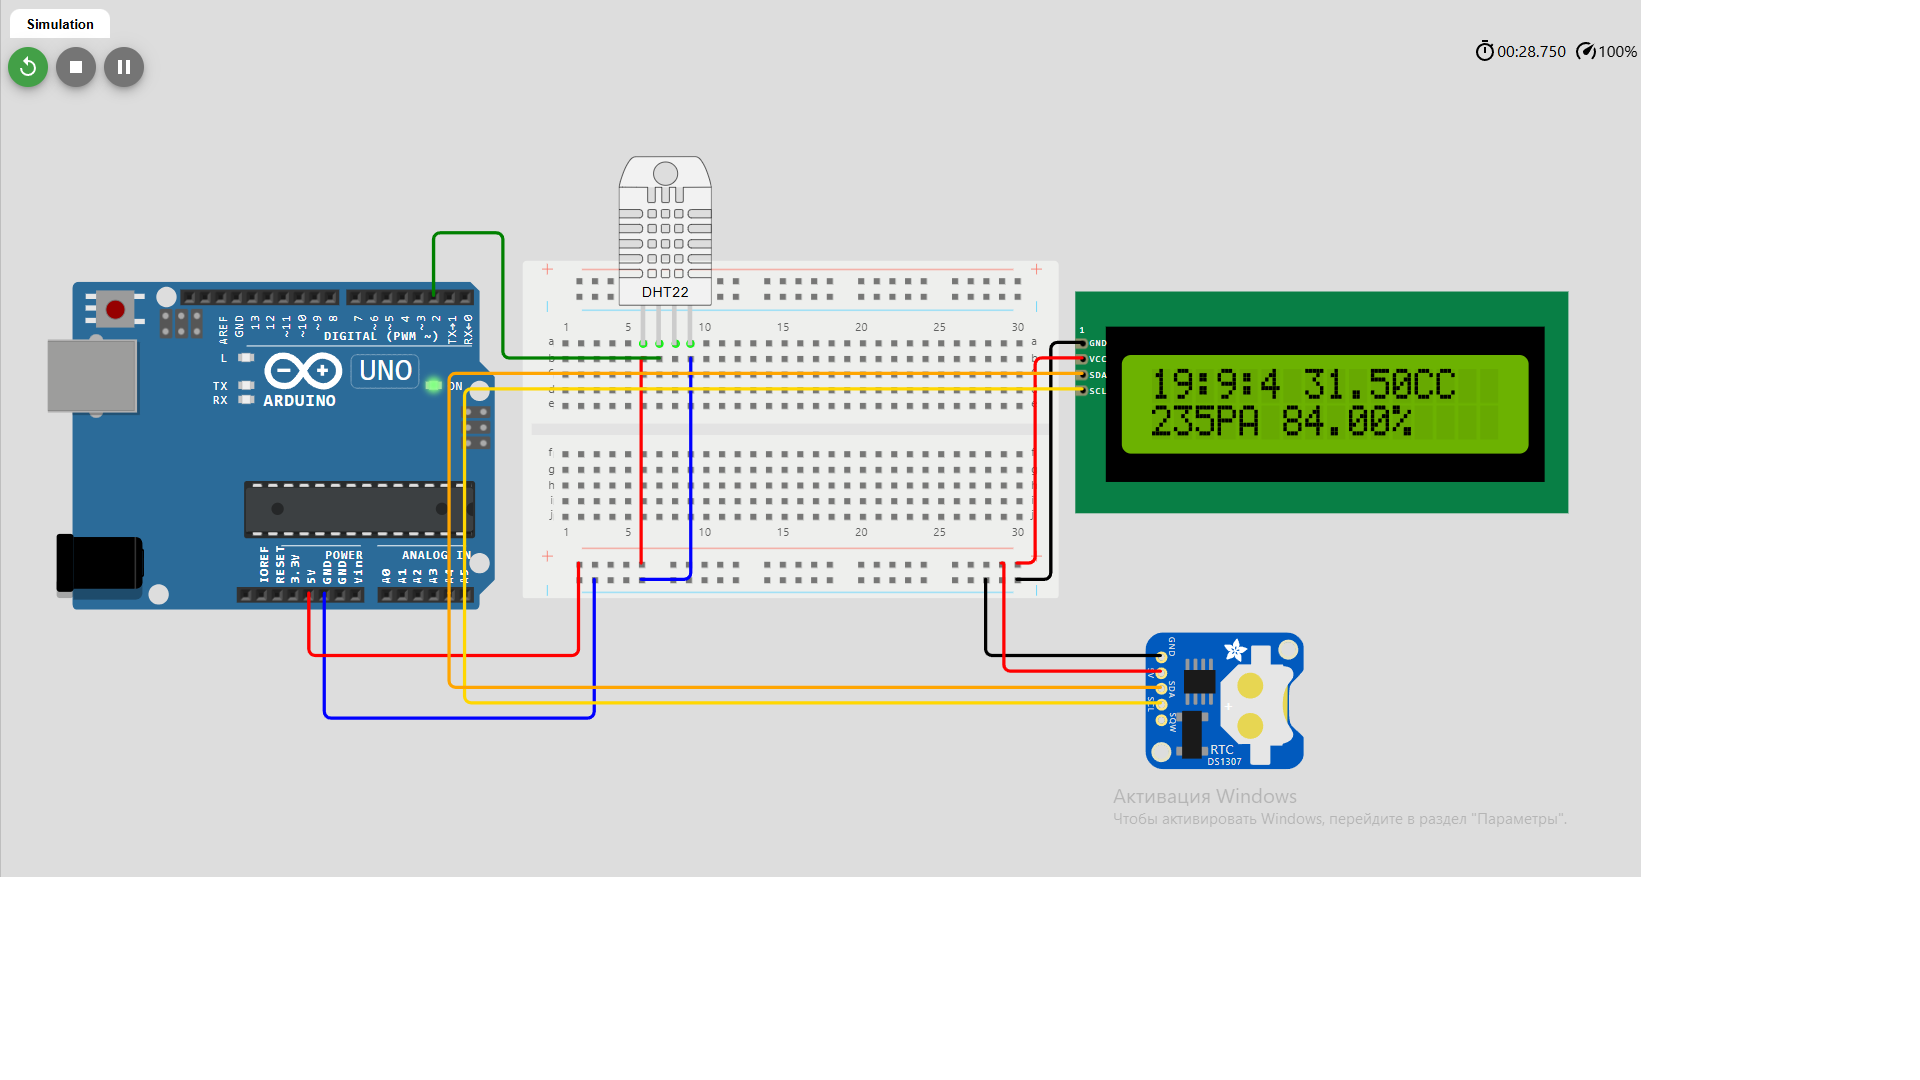 Simulation
00:28.750 100%
DHT22
1 5 10 15 20 25 30
a a
b b
c
d
e e
f f
g g
h h
i i
j j
1 5 10 15 20 25 30
AREF
GND
13
12
~11
~10
~9
8
7
~6
~5
4
~3
2
TX→1
RX←0
DIGITAL (PWM ~)
L
TX
RX
UNO
ON
ARDUINO
IOREF
RESET
3.3V
5V
GND
GND
Vin
POWER
ANALOG IN
A0
A1
A2
A3
A4
A5
1
GND
VCC
SDA
SCL
19:9:4 31.50CC
235PA 84.00%
GND
5V
SDA
SCL
SQW
+
RTC
DS1307
Активация Windows
Чтобы активировать Windows, перейдите в раздел "Параметры".